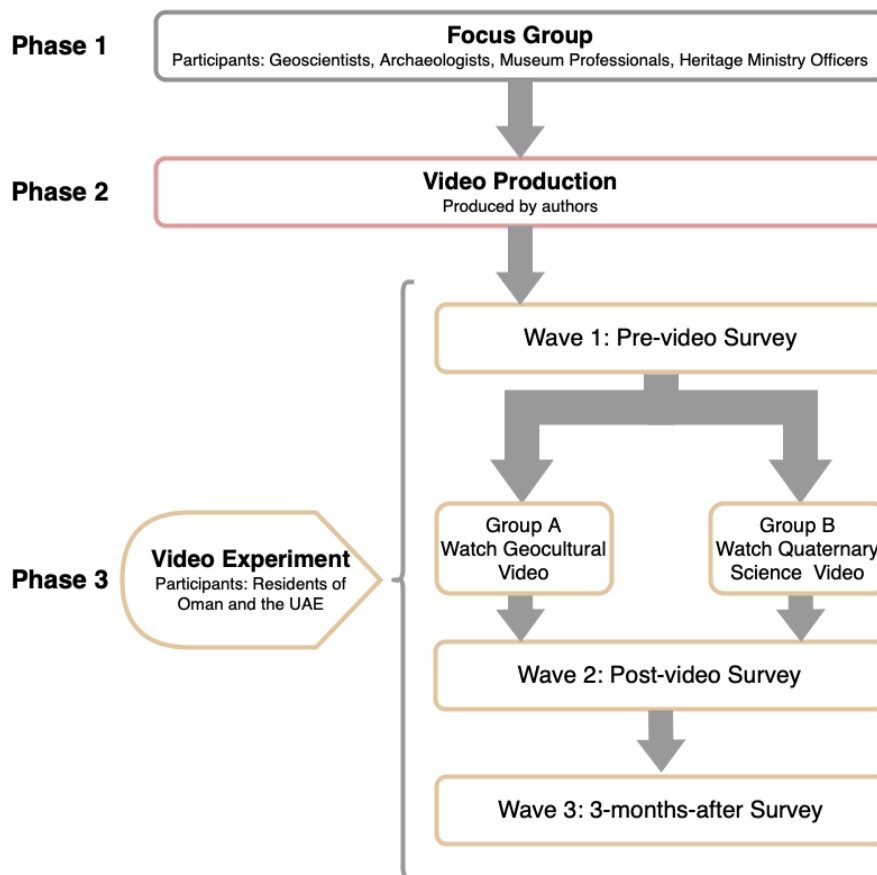 Phase 1
Focus Group
Participants: Geoscientists, Archaeologists, Museum Professionals, Heritage Ministry Officers
Phase 2
Video Production
Produced by authors
Wave 1: Pre-video Survey
Group A
Watch Geocultural
Video
Group B
Watch Quaternary
Science Video
Phase 3
Video Experiment
Participants: Residents of
Oman and the UAE
Wave 2: Post-video Survey
Wave 3: 3-months-after Survey